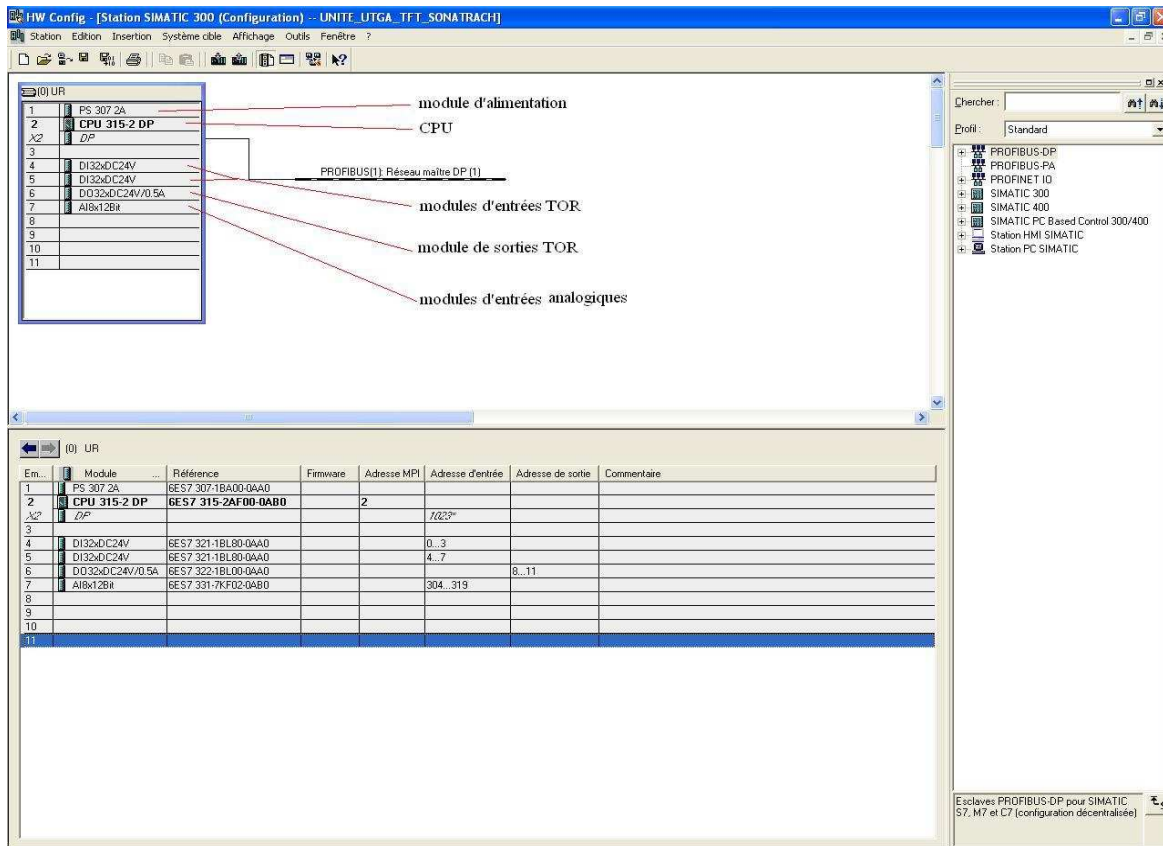 HW Config - [Station SIMATIC 300 (Configuration) -- UNITE_UTGA_TFT_SONATRACH]
Station Edition Insertion Système cible Affichage Outils Fenêtre ?
(0) UR
1 PS 307 2A
2 CPU 315-2 DP
X2 DP
3
4 DI32xDC24V
5 DI32xDC24V
6 DO32xDC24V/0.5A
7 AI8x12Bit
8
9
10
11
module d'alimentation
CPU
PROFIBUS(1): Réseau maître DP (1)
modules d'entrées TOR
module de sorties TOR
modules d'entrées analogiques
Chercher :
Profil : Standard
PROFIBUS-DP
PROFIBUS-PA
PROFINET IO
SIMATIC 300
SIMATIC 400
SIMATIC PC Based Control 300/400
Station HMI SIMATIC
Station PC SIMATIC
(0) UR
Em... Module ... Référence Firmware Adresse MPI Adresse d'entrée Adresse de sortie Commentaire
1 PS 307 2A 6ES7 307-1BA00-0AA0
2 CPU 315-2 DP 6ES7 315-2AF00-0AB0 2
X2 DP 1023*
3
4 DI32xDC24V 6ES7 321-1BL80-0AA0 0...3
5 DI32xDC24V 6ES7 321-1BL80-0AA0 4...7
6 DO32xDC24V/0.5A 6ES7 322-1BL00-0AA0 8...11
7 AI8x12Bit 6ES7 331-7KF02-0AB0 304...319
8
9
10
11
Esclaves PROFIBUS-DP pour SIMATIC
S7, M7 et C7 (configuration décentralisée)